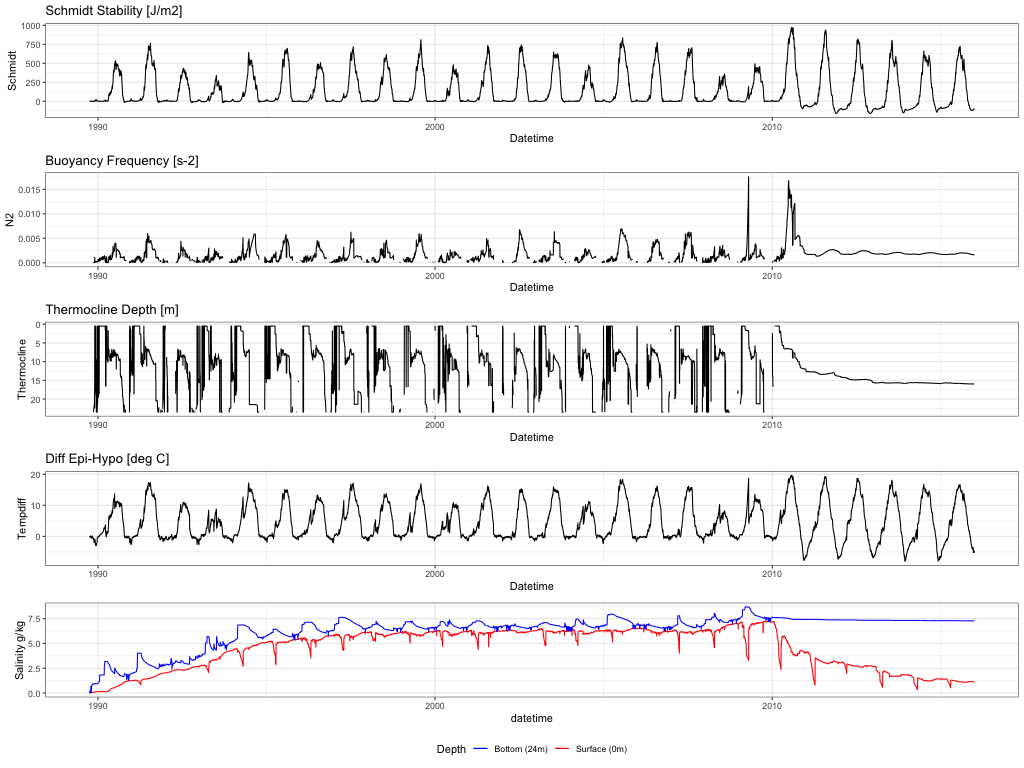 Schmidt Stability [J/m2]
1000
750
500
250
0
Schmidt
1990
2000
2010
Datetime
Buoyancy Frequency [s-2]
0.015
0.010
0.005
0.000
N2
1990
2000
2010
Datetime
Thermocline Depth [m]
0
5
10
15
20
Thermocline
1990
2000
2010
Datetime
Diff Epi-Hypo [deg C]
20
10
0
Tempdiff
1990
2000
2010
Datetime
7.5
5.0
2.5
0.0
Salinity g/kg
1990
2000
2010
datetime
Depth Bottom (24m) Surface (0m)